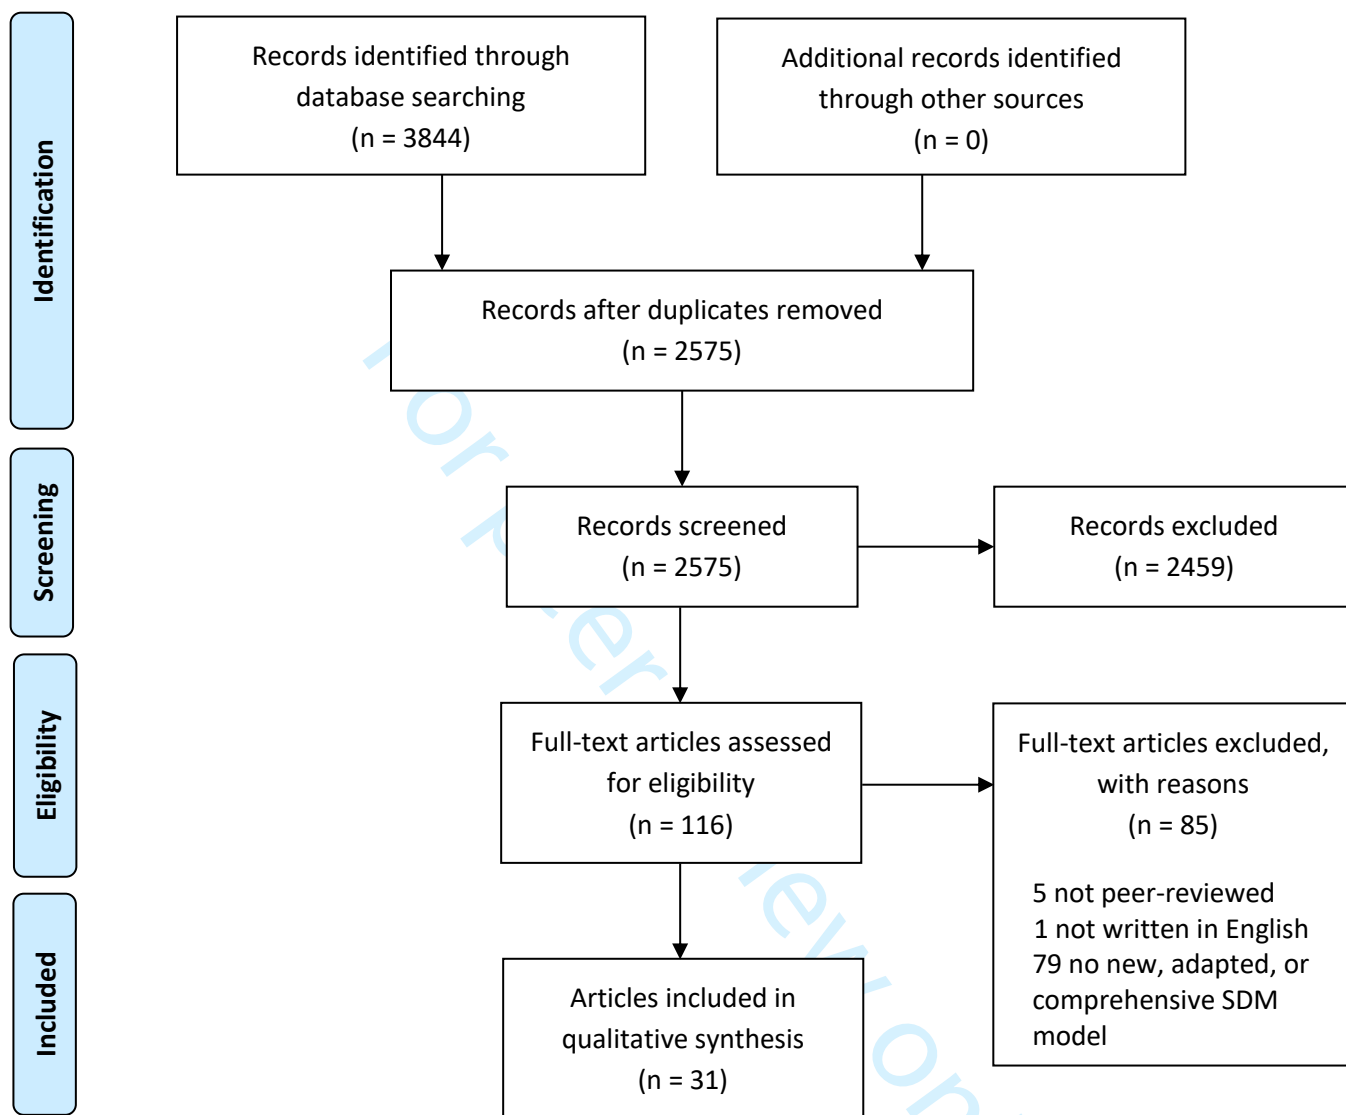 Identification
Records identified through
database searching
(n = 3844)
Additional records identified
through other sources
(n = 0)
Records after duplicates removed
(n = 2575)
Screening
Records screened
(n = 2575)
Records excluded
(n = 2459)
Eligibility
Full-text articles assessed
for eligibility
(n = 116)
Full-text articles excluded,
with reasons
(n = 85)
5 not peer-reviewed
1 not written in English
79 no new, adapted, or
comprehensive SDM
model
Included
Articles included in
qualitative synthesis
(n = 31)